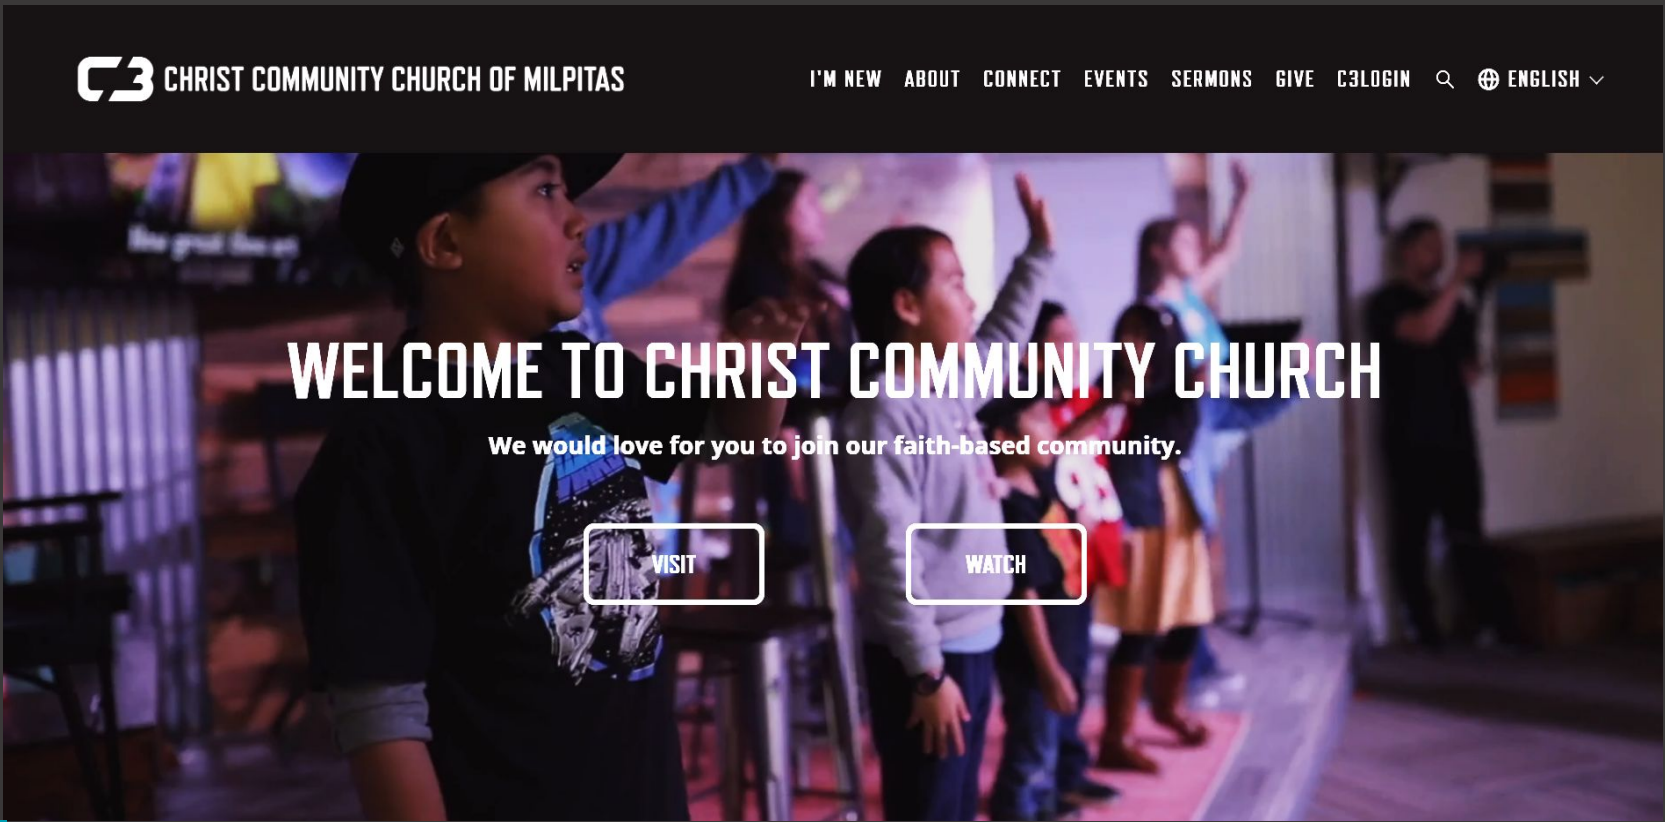 C3 CHRIST COMMUNITY CHURCH OF MILPITAS
I'M NEW ABOUT CONNECT EVENTS SERMONS GIVE C3LOGIN ENGLISH
WELCOME TO CHRIST COMMUNITY CHURCH
We would love for you to join our faith-based community.
VISIT WATCH